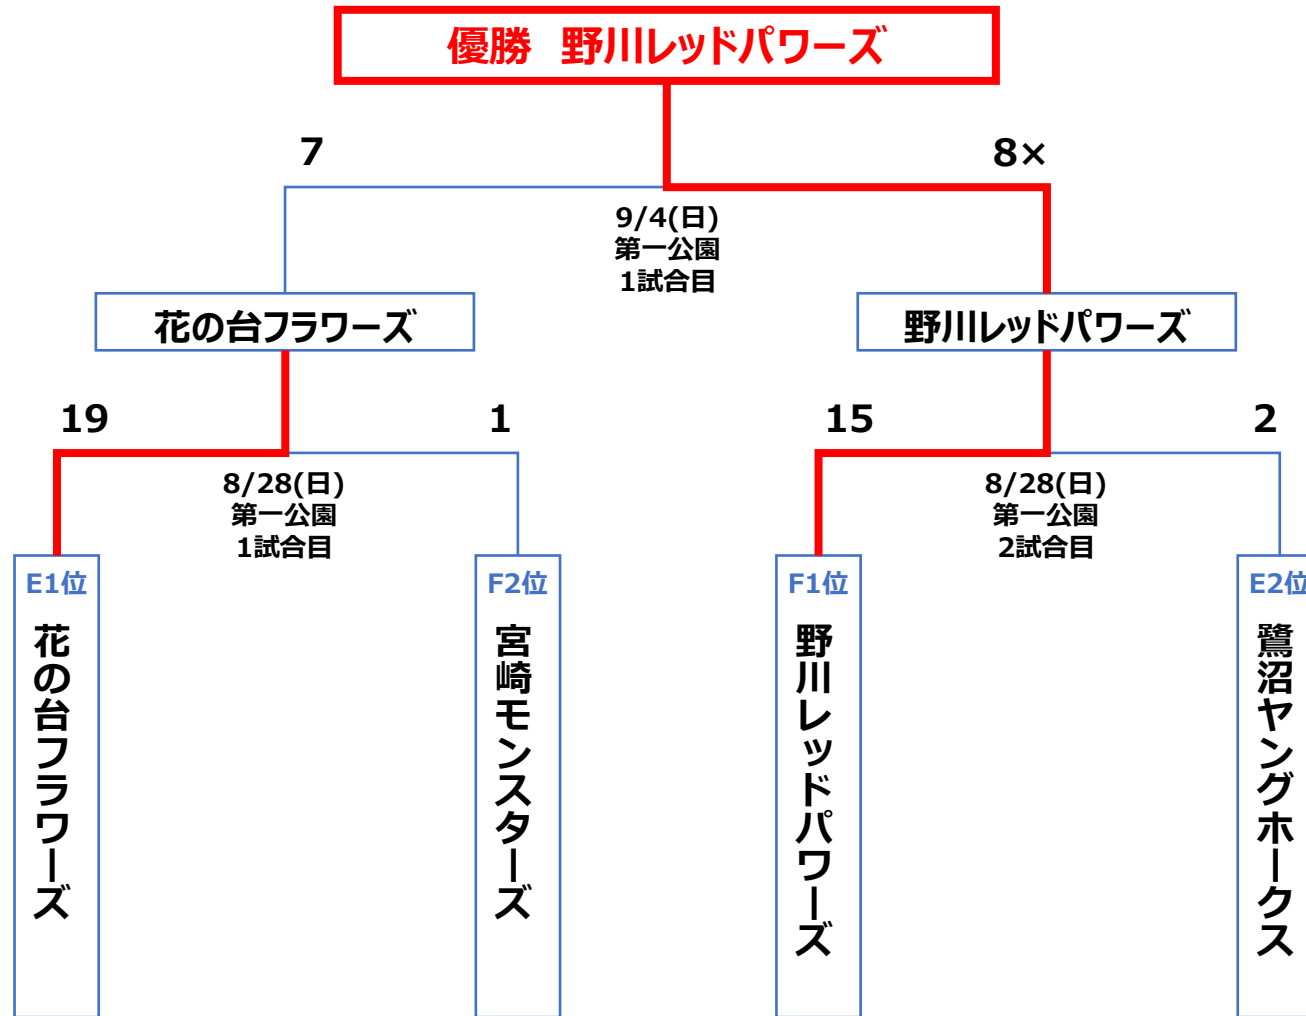 優勝　野川レッドパワーズ
7
8×
9/4(日)
第一公園
1試合目
花の台フラワーズ
野川レッドパワーズ
19
1
15
2
8/28(日)
第一公園
1試合目
8/28(日)
第一公園
2試合目
E1位
花の台フラワーズ
F2位
宮崎モンスターズ
F1位
野川レッドパワーズ
E2位
鷺沼ヤングホークス